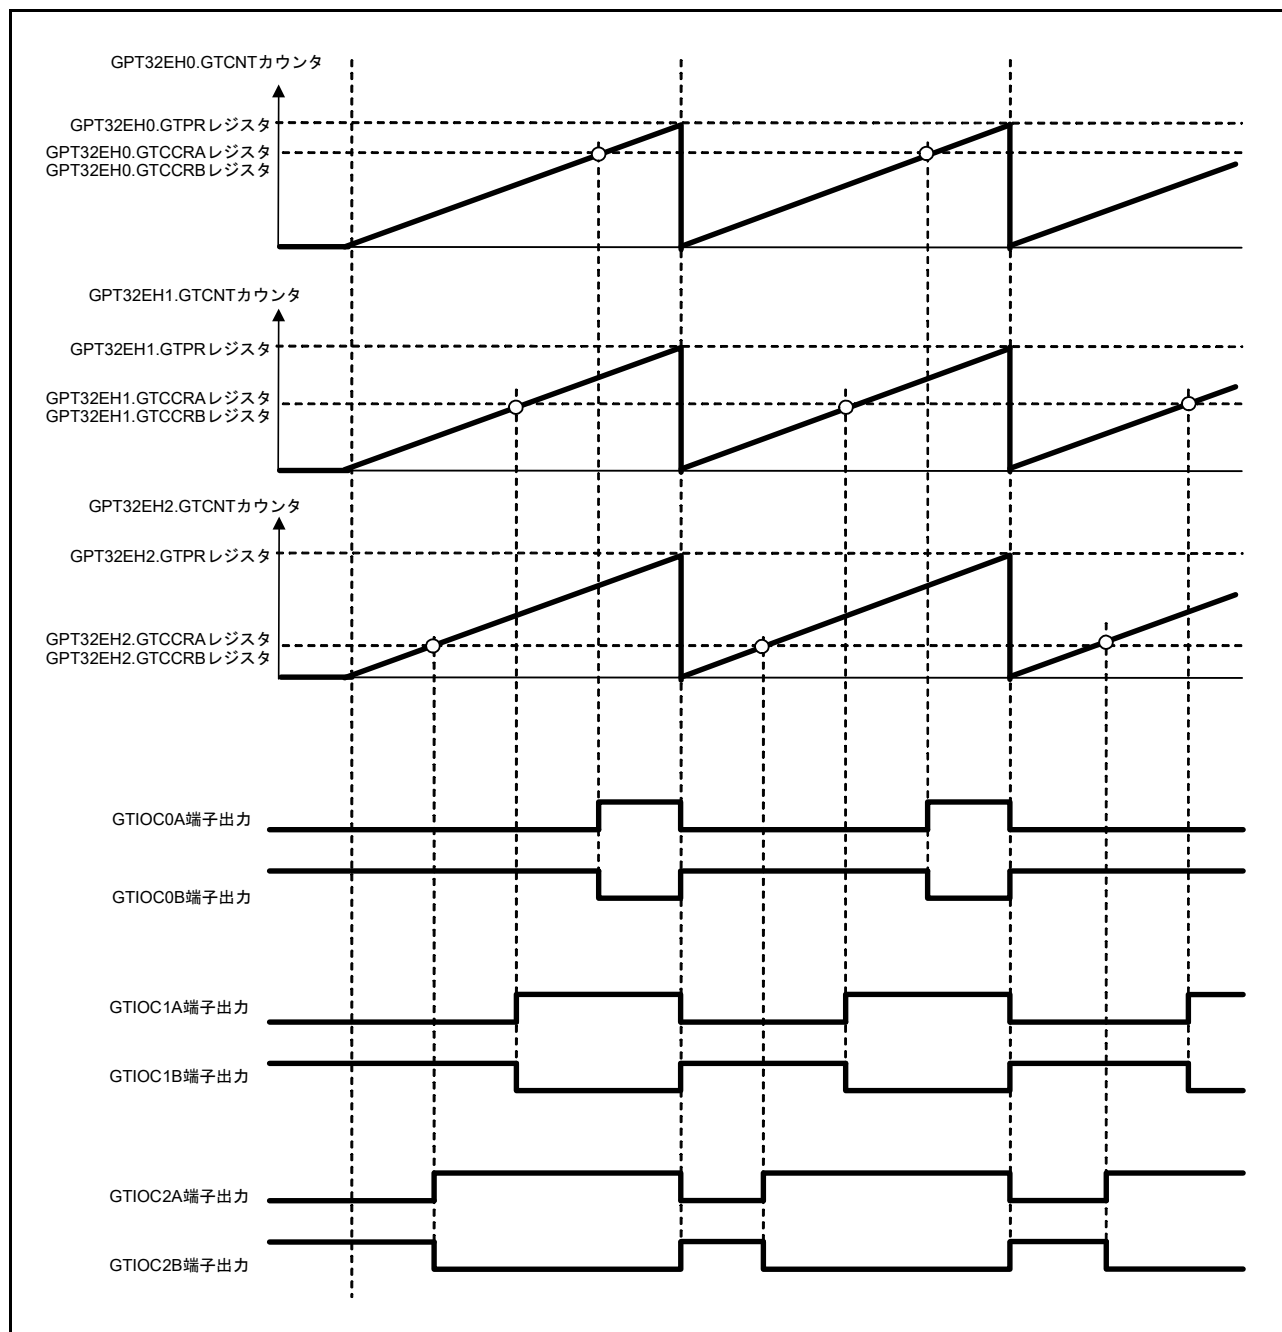 GPT32EH0.GTCNTカウンタ
GPT32EH0.GTPRレジスタ
GPT32EH0.GTCCRAレジスタ
GPT32EH0.GTCCRBレジスタ
GPT32EH1.GTCNTカウンタ
GPT32EH1.GTPRレジスタ
GPT32EH1.GTCCRAレジスタ
GPT32EH1.GTCCRBレジスタ
GPT32EH2.GTCNTカウンタ
GPT32EH2.GTPRレジスタ
GPT32EH2.GTCCRAレジスタ
GPT32EH2.GTCCRBレジスタ
GTIOC0A端子出力
GTIOC0B端子出力
GTIOC1A端子出力
GTIOC1B端子出力
GTIOC2A端子出力
GTIOC2B端子出力